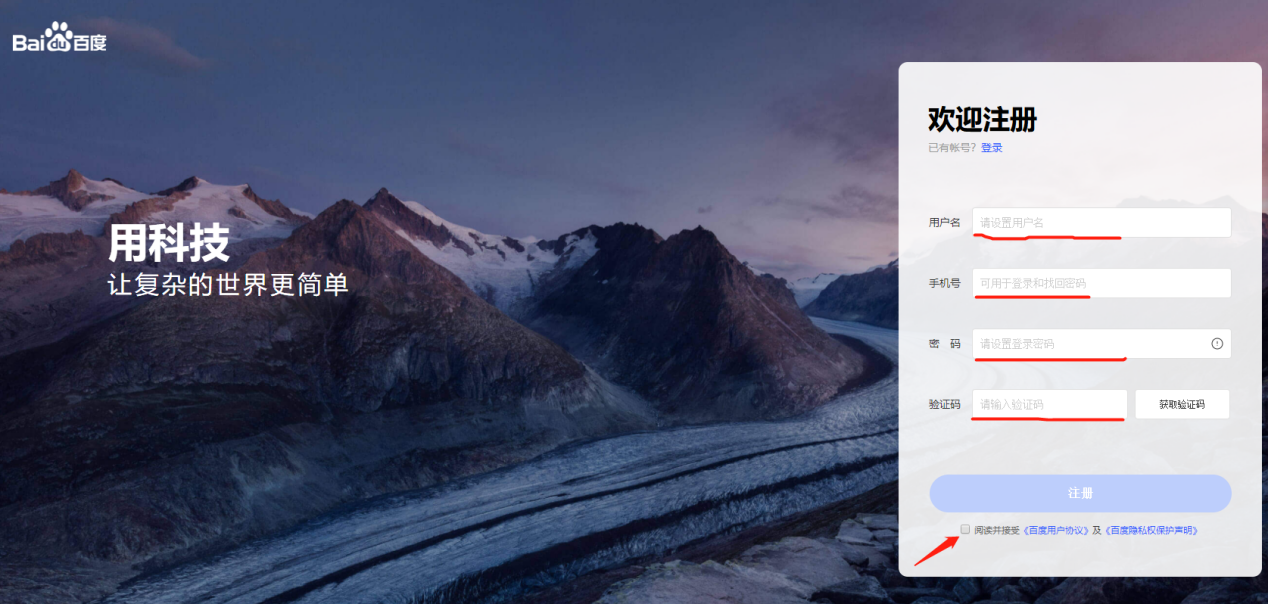 Bai du 百度
用科技
让复杂的世界更简单
欢迎注册
已有帐号? 登录
用户名 请设置用户名
手机号 可用于登录和找回密码
密 码 请设置登录密码
验证码 请输入验证码 获取验证码
注册
阅读并接受《百度用户协议》及《百度隐私权保护声明》